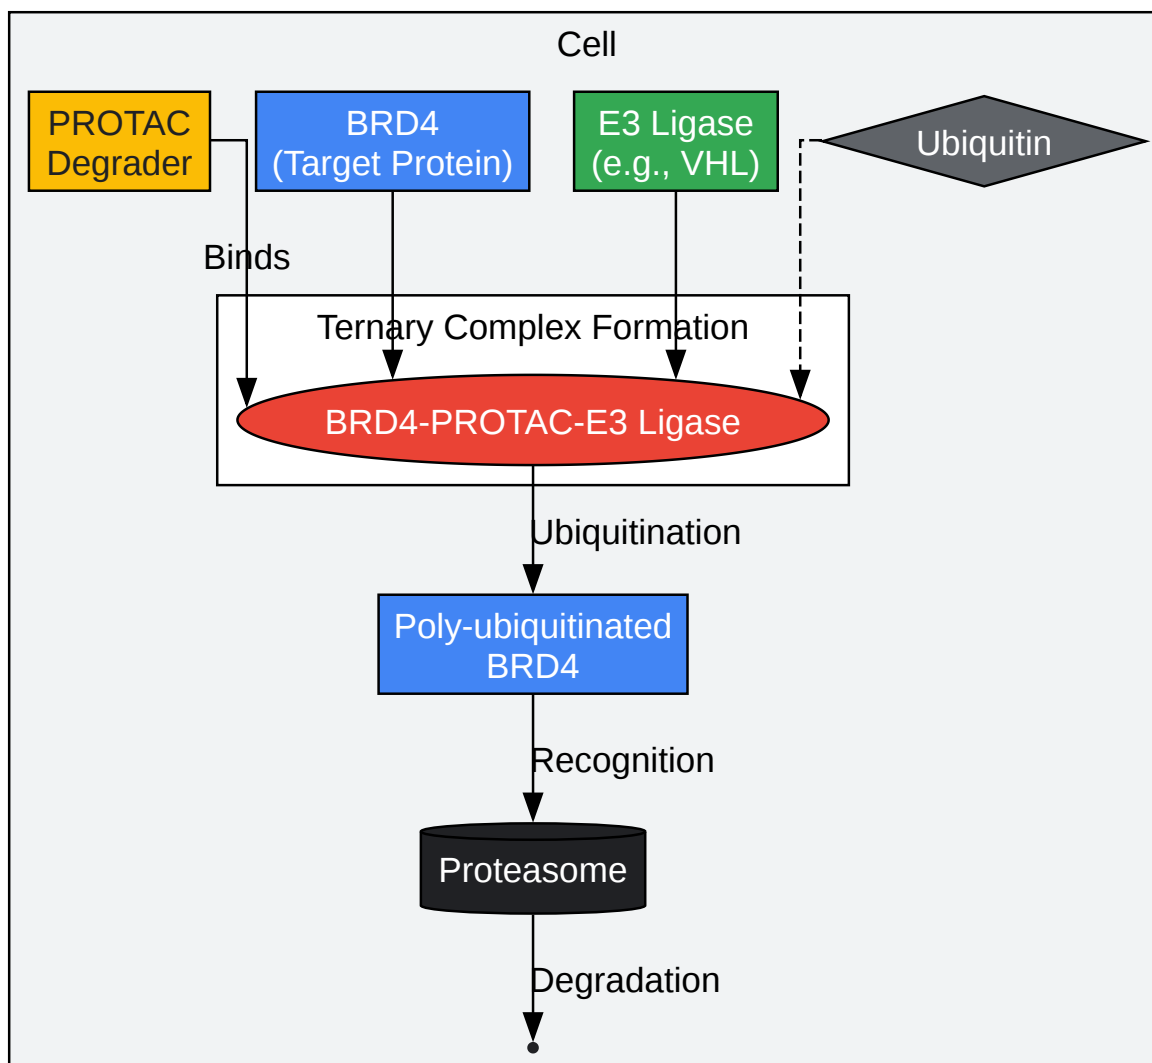 Cell
PROTAC
Degrader
BRD4
(Target Protein)
E3 Ligase
(e.g., VHL)
Ubiquitin
Binds
Ternary Complex Formation
BRD4-PROTAC-E3 Ligase
Ubiquitination
Poly-ubiquitinated
BRD4
Recognition
Proteasome
Degradation